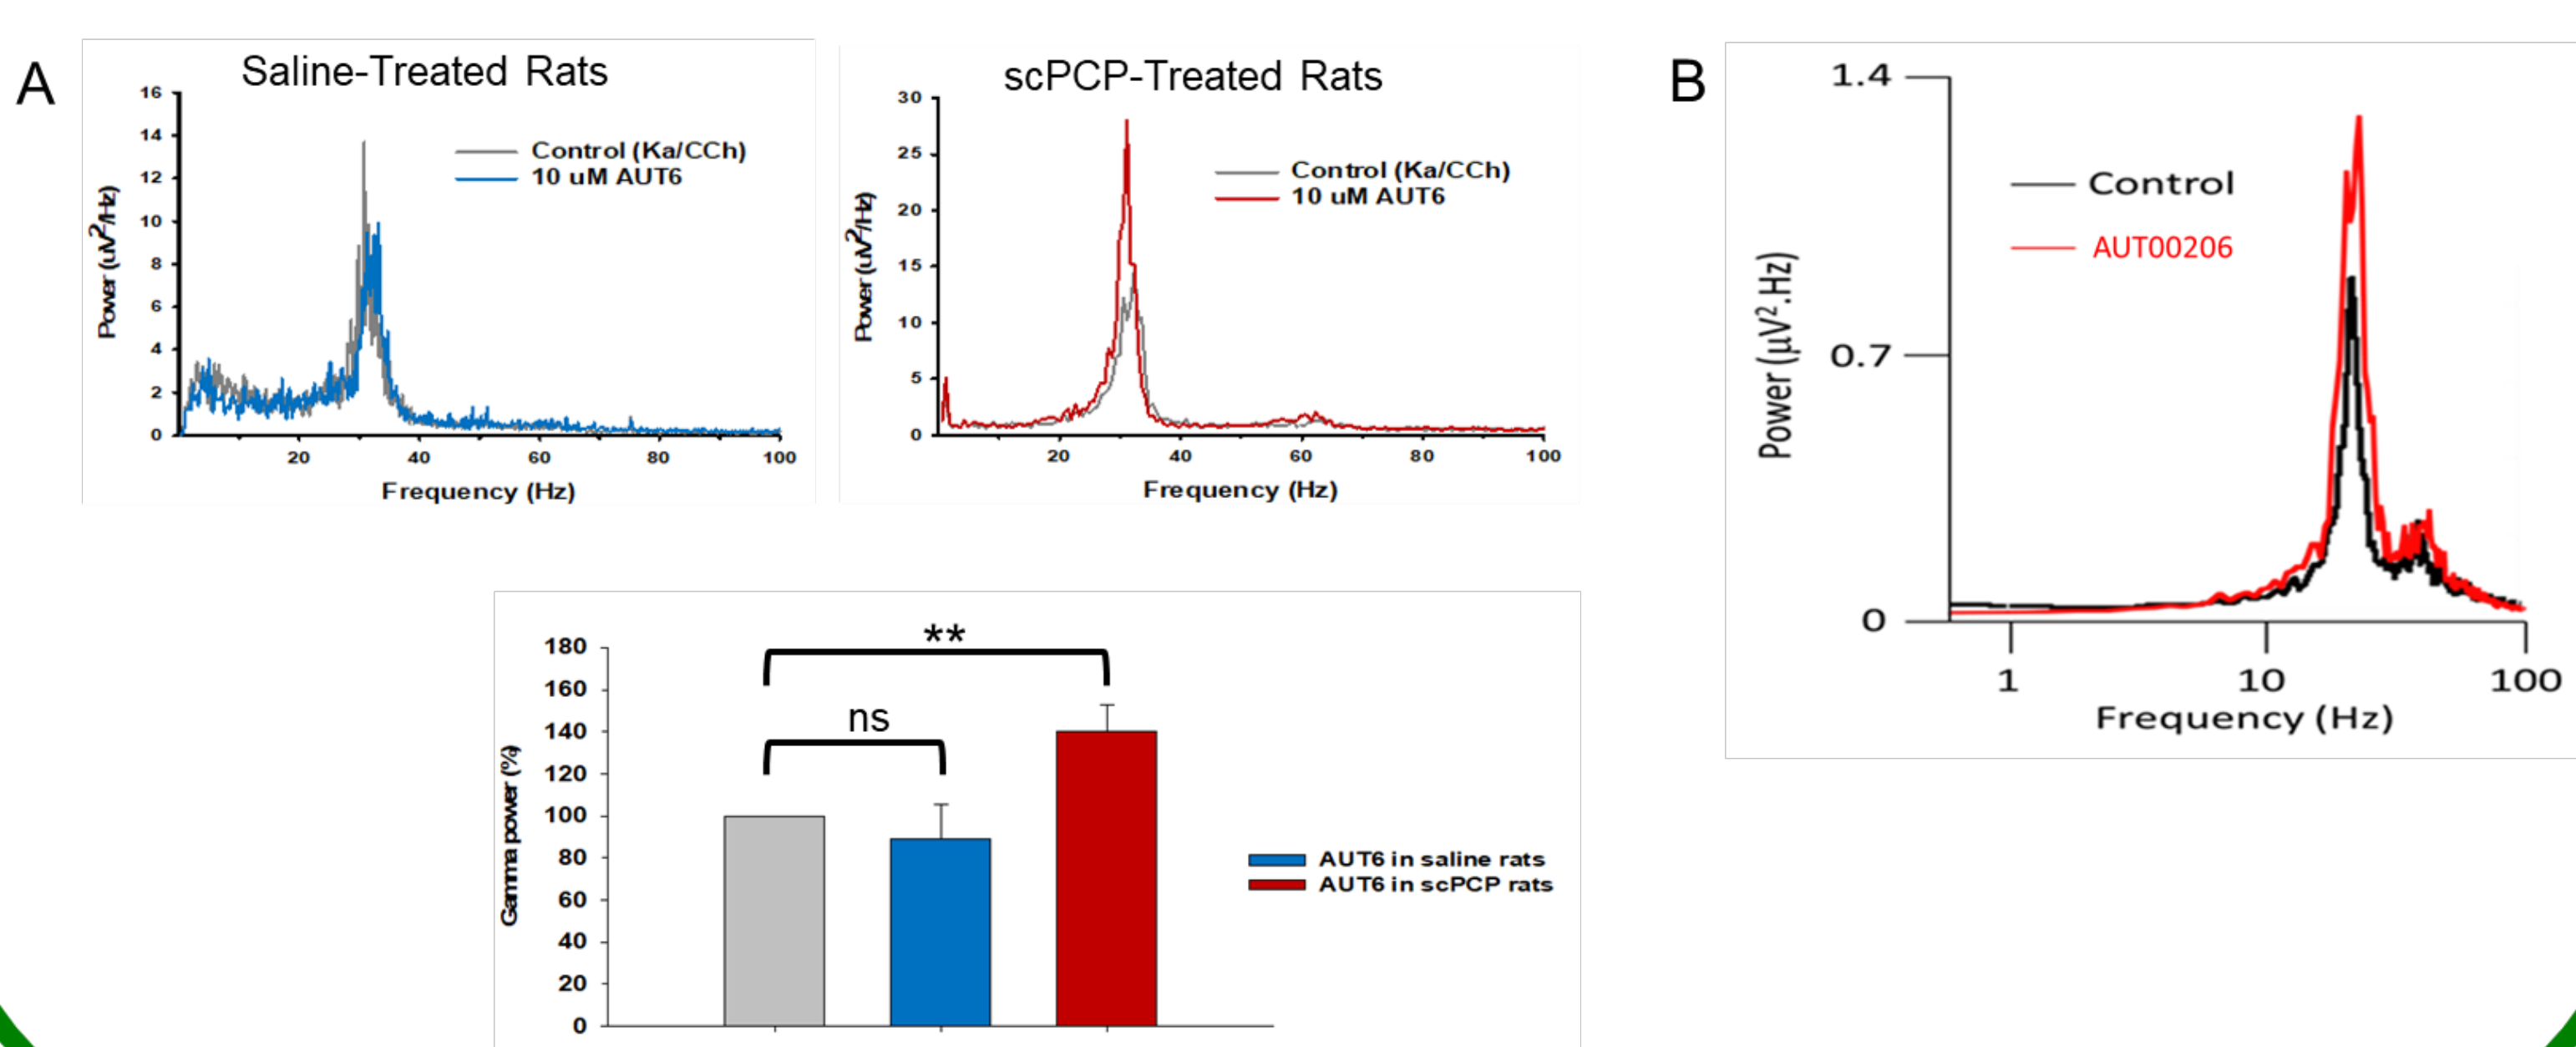 A
Saline-Treated Rats
16
14
12
10
8
6
4
2
0
Power (uV²/Hz)
Control (Ka/CCh)
10 uM AUT6
20 40 60 80 100
Frequency (Hz)
scPCP-Treated Rats
30
25
20
15
10
5
0
Power (uV²/Hz)
Control (Ka/CCh)
10 uM AUT6
20 40 60 80 100
Frequency (Hz)
180
160
140
120
100
80
60
40
20
0
Gamma power (%)
**
ns
AUT6 in saline rats
AUT6 in scPCP rats
B
1.4
0.7
0
Power (µV².Hz)
Control
AUT00206
1 10 100
Frequency (Hz)